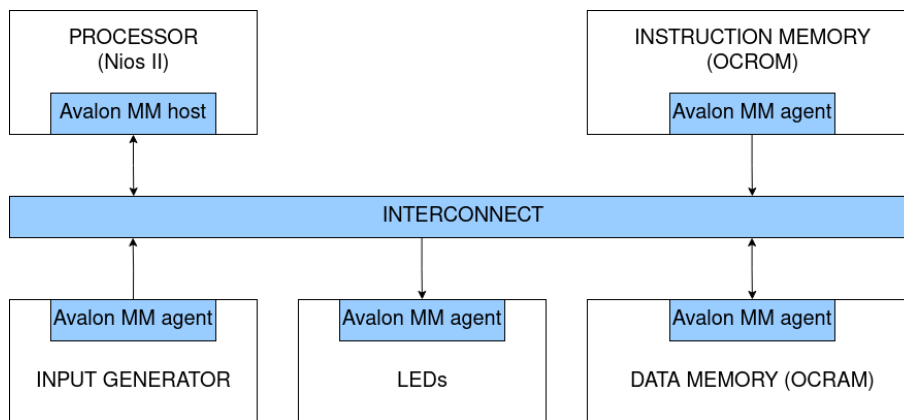 PROCESSOR
(Nios II)
Avalon MM host
INSTRUCTION MEMORY
(OCROM)
Avalon MM agent
INTERCONNECT
Avalon MM agent
INPUT GENERATOR
Avalon MM agent
LEDs
Avalon MM agent
DATA MEMORY (OCRAM)